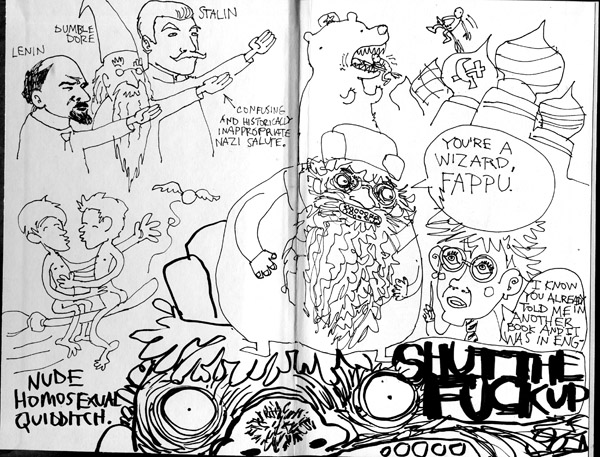 LENIN
DUMBLE
DORE
STALIN
CONFUSING
AND HISTORICALLY
INAPPROPRIATE
NAZI SALUTE.
YOU'RE A
WIZARD,
FAPPU.
I KNOW
YOU ALREADY
TOLD ME IN
ANOTHER
BOOK AND IT
WAS IN ENG-
SHUT THE
FUCK UP
NUDE
HOMOSEXUAL
QUIDDITCH.